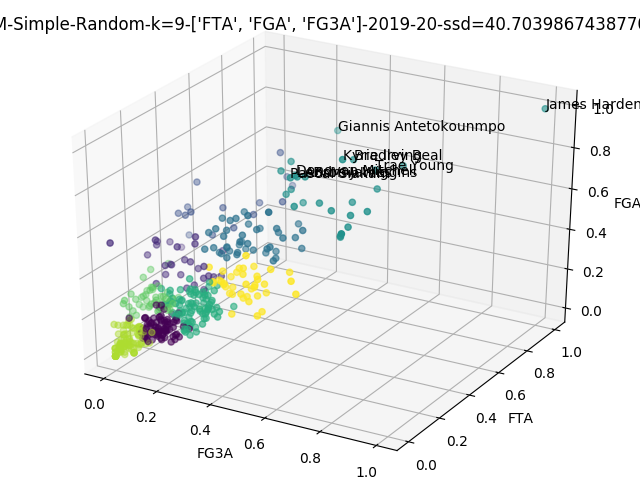 M-Simple-Random-k=9-['FTA', 'FGA', 'FG3A']-2019-20-ssd=40.7039867438776
James Harden
Giannis Antetokounmpo
Bradley Beal
Trae Young
1.0
0.8
FGA
0.6
0.4
0.2
0.0
1.0
0.8
0.6
0.4 FTA
0.2
0.0
0.0
0.2
0.4
FG3A 0.6
0.8
1.0